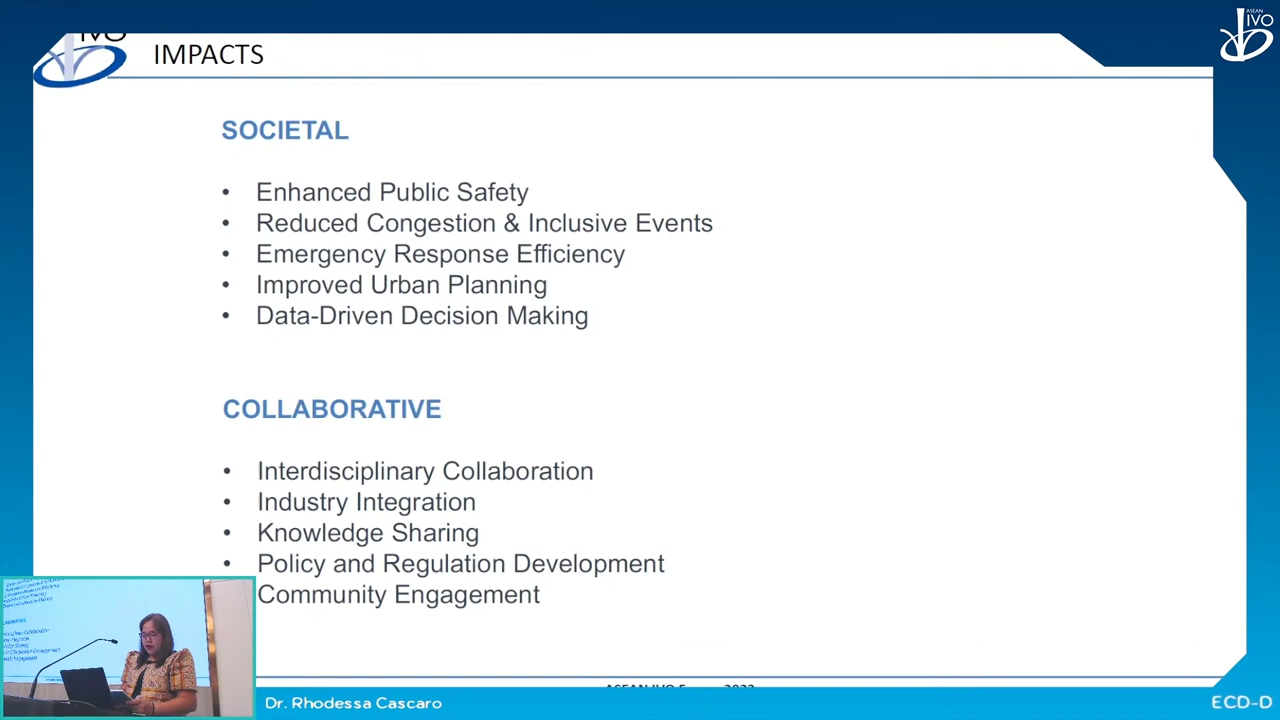 IVO
IMPACTS
ASEAN
IVO
SOCIETAL
• Enhanced Public Safety
• Reduced Congestion & Inclusive Events
• Emergency Response Efficiency
• Improved Urban Planning
• Data-Driven Decision Making
COLLABORATIVE
• Interdisciplinary Collaboration
• Industry Integration
• Knowledge Sharing
• Policy and Regulation Development
Community Engagement
Dr. Rhodessa Cascaro
ECD-D